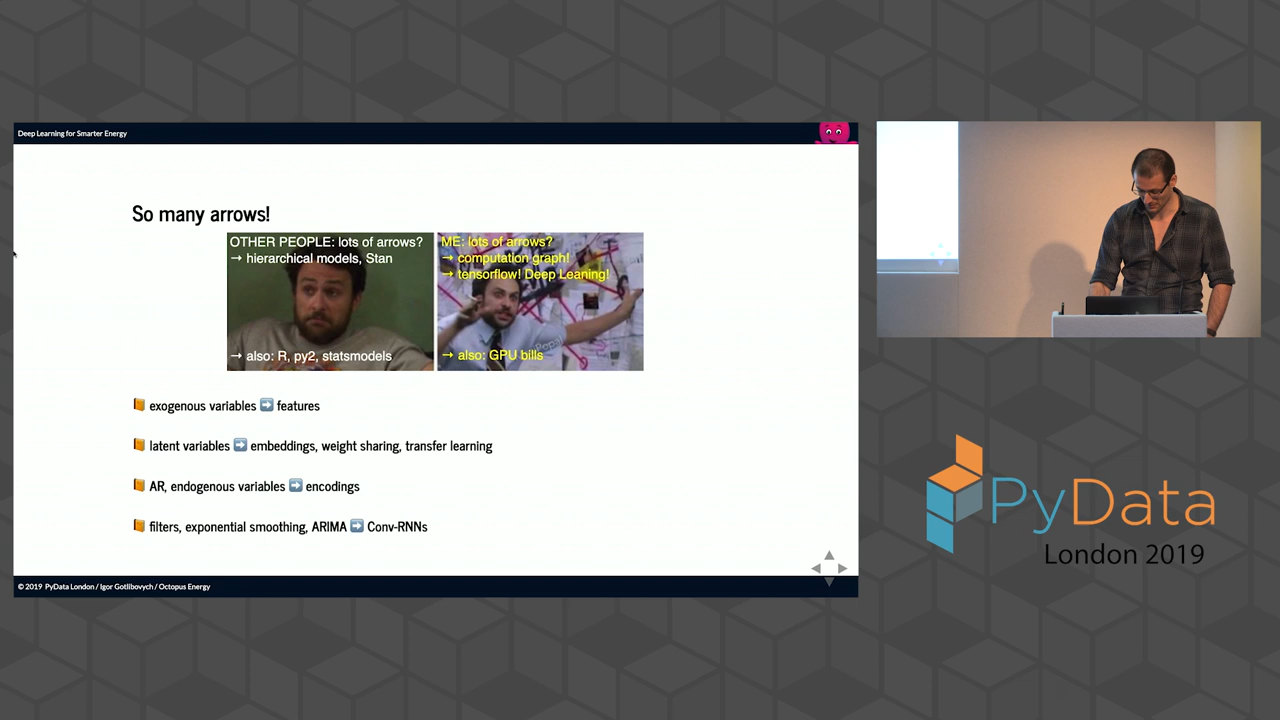 Deep Learning for Smarter Energy
So many arrows!
OTHER PEOPLE: lots of arrows?
→ hierarchical models, Stan
→ also: R, py2, statsmodels
ME: lots of arrows?
→ computation graph!
→ tensorflow! Deep Leaning!
→ also: GPU bills
exogenous variables ➡ features
latent variables ➡ embeddings, weight sharing, transfer learning
AR, endogenous variables ➡ encodings
filters, exponential smoothing, ARIMA ➡ Conv-RNNs
© 2019 PyData London / Igor Gotlibovych / Octopus Energy
PyData
London 2019